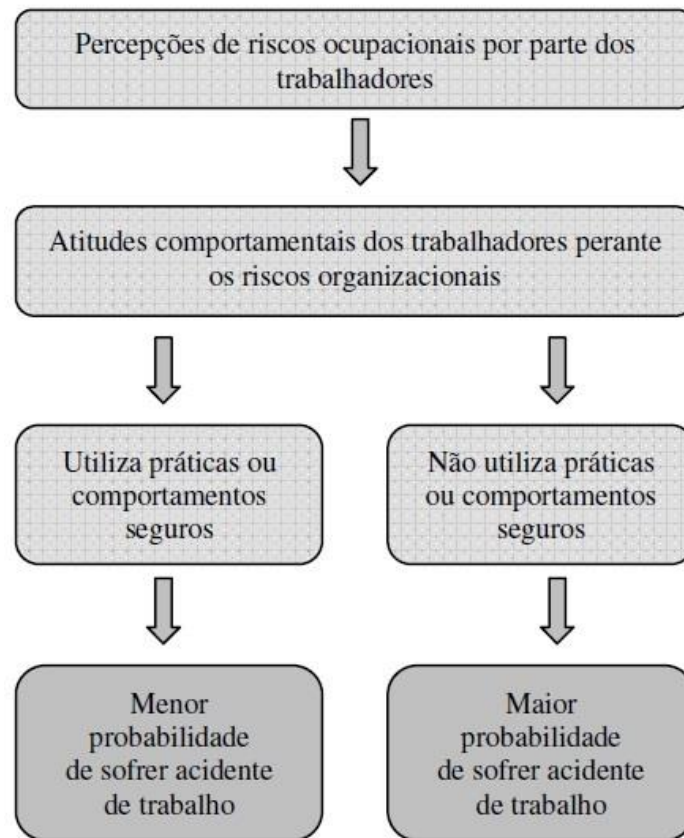 Percepções de riscos ocupacionais por parte dos
trabalhadores
Atitudes comportamentais dos trabalhadores perante
os riscos organizacionais
Utiliza práticas ou
comportamentos
seguros
Não utiliza práticas
ou comportamentos
seguros
Menor
probabilidade
de sofrer acidente
de trabalho
Maior
probabilidade
de sofrer acidente
de trabalho